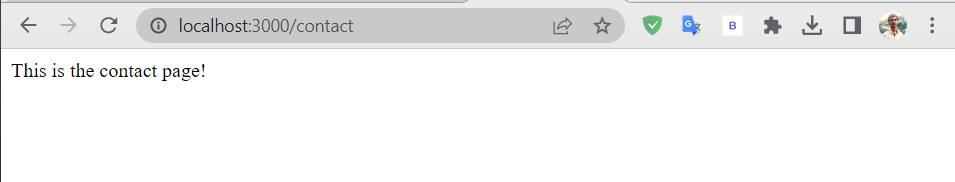 localhost:3000/contact
B
This is the contact page!